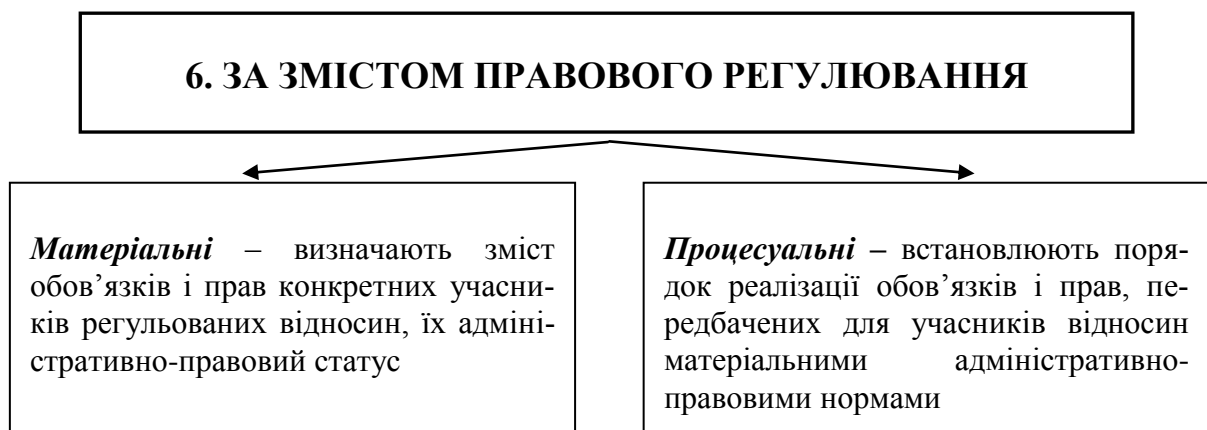 6. ЗА ЗМІСТОМ ПРАВОВОГО РЕГУЛЮВАННЯ
Матеріальні – визначають зміст
обов’язків і прав конкретних учасни-
ків регульованих відносин, їх адміні-
стративно-правовий статус
Процесуальні – встановлюють поря-
док реалізації обов’язків і прав, пе-
редбачених для учасників відносин
матеріальними адміністративно-
правовими нормами